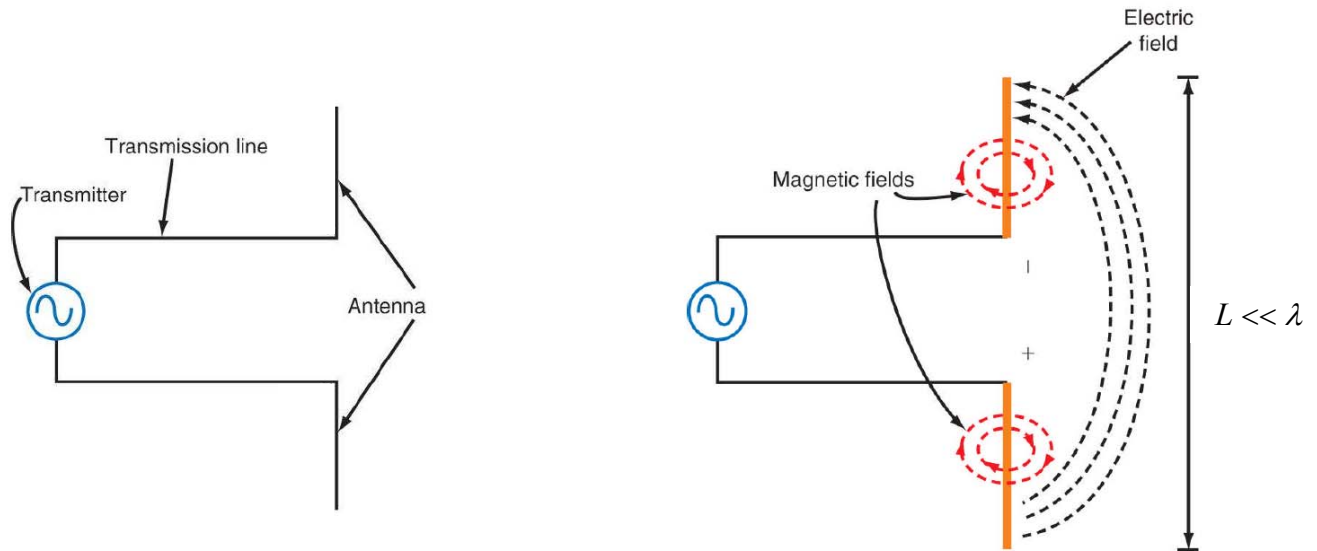 Transmission line
Transmitter
Antenna
Electric
field
Magnetic fields
−
+
L << λ